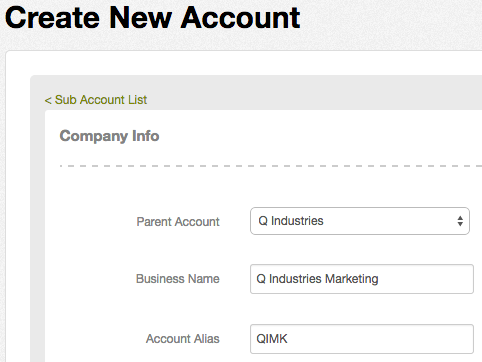 Create New Account
< Sub Account List
Company Info
Parent Account Q Industries
Business Name Q Industries Marketing
Account Alias QIMK